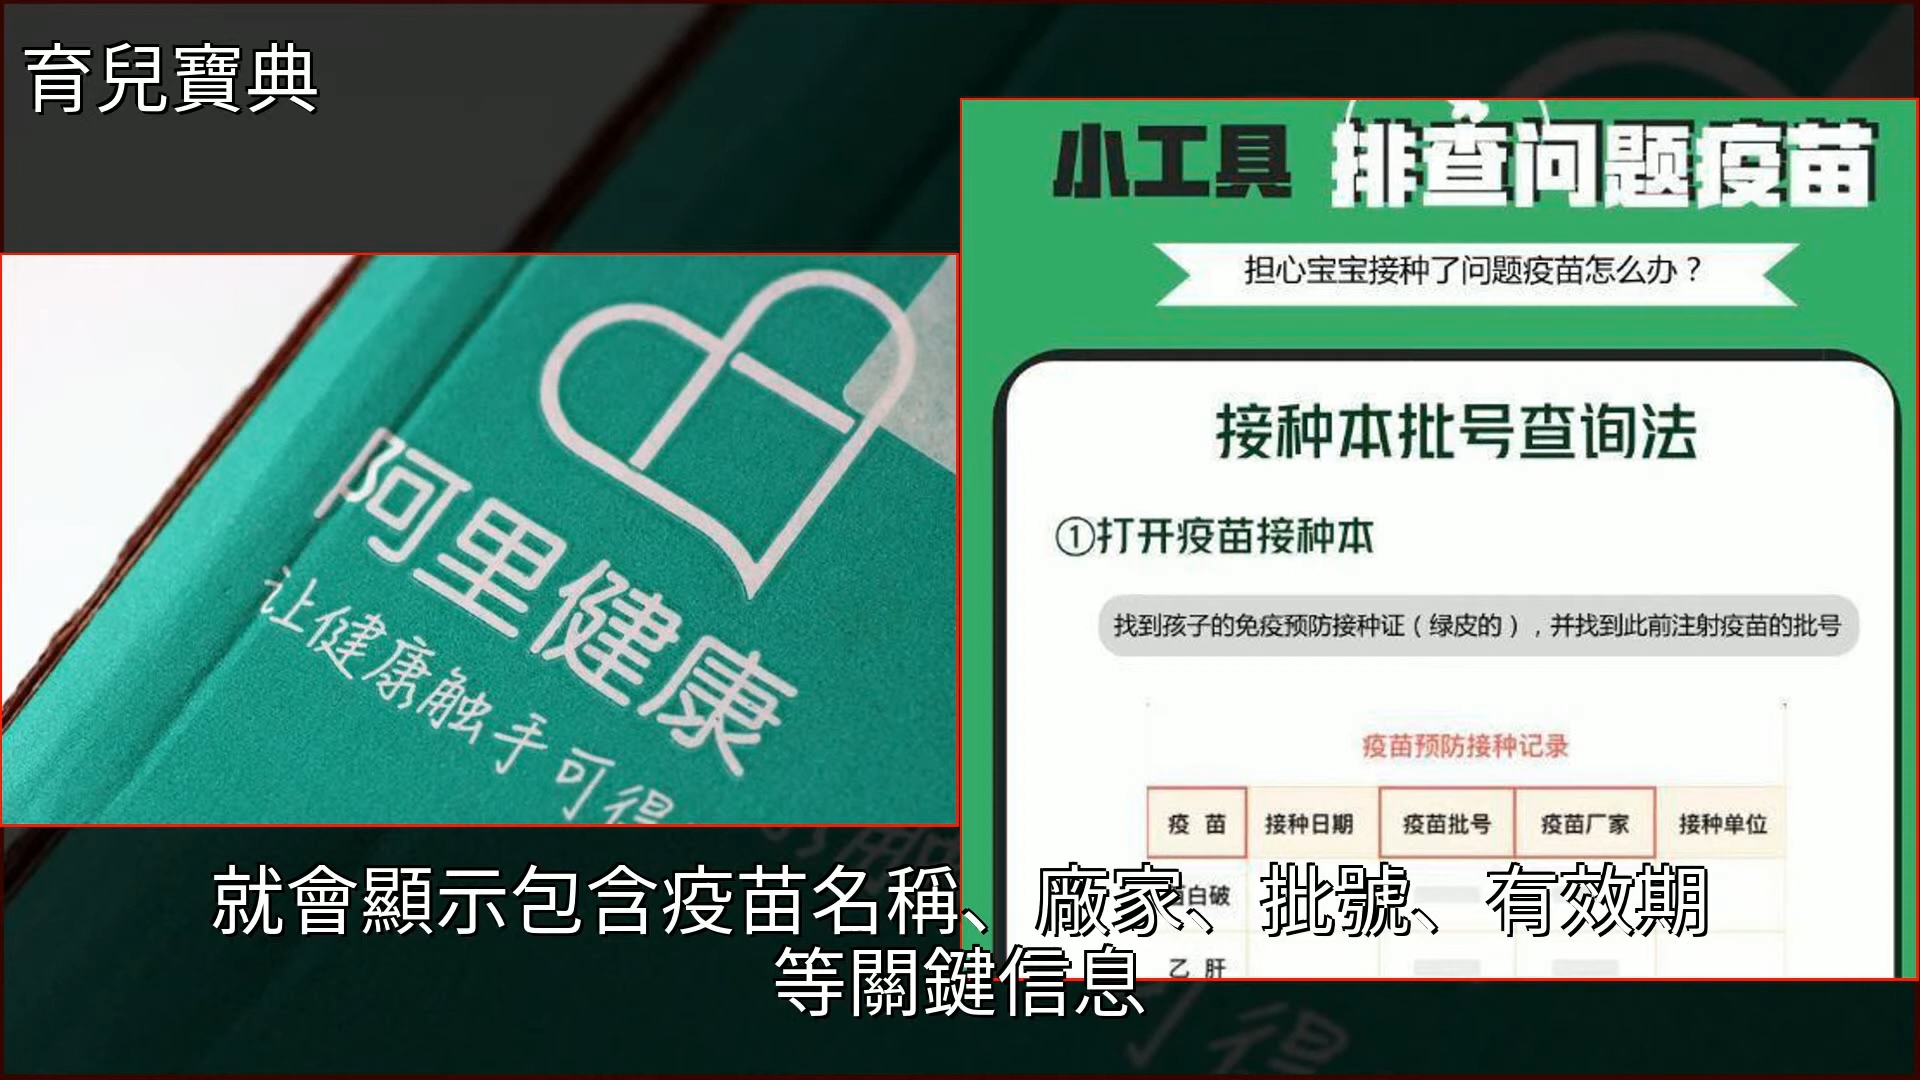 育兒寶典
小工具 排查问题疫苗
担心宝宝接种了问题疫苗怎么办？
接种本批号查询法
①打开疫苗接种本
找到孩子的免疫预防接种证（绿皮的），并找到此前注射疫苗的批号
疫苗预防接种记录
疫 苗 接种日期 疫苗批号 疫苗厂家 接种单位
百白破
乙 肝
阿里健康
让健康触手可得
就會顯示包含疫苗名稱、廠家、批號、有效期
等關鍵信息